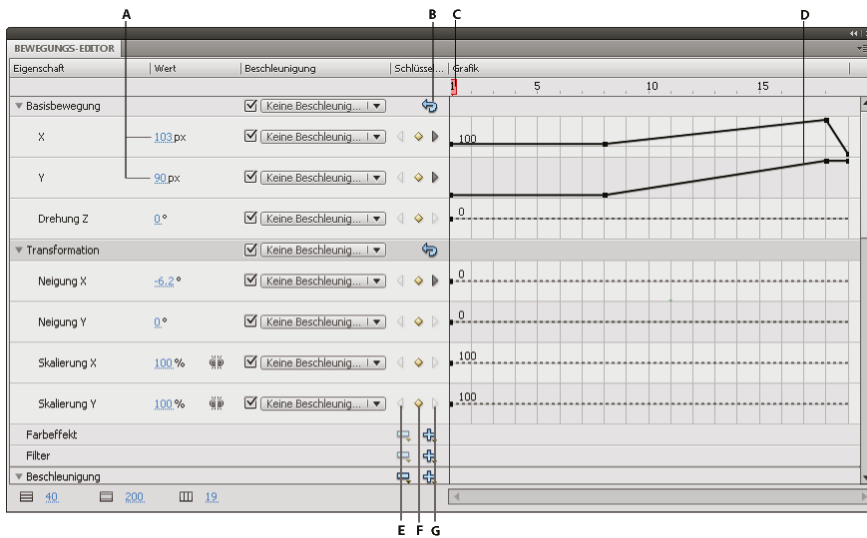 A B C D
BEWEGUNGS-EDITOR
Eigenschaft Wert Beschleunigung Schlüssel... Grafik
1 5 10 15
Basisbewegung Keine Beschleunig...
X 103 px Keine Beschleunig... 100
Y 90 px Keine Beschleunig...
Drehung Z 0° Keine Beschleunig... 0
Transformation Keine Beschleunig...
Neigung X -6.2° Keine Beschleunig... 0
Neigung Y 0° Keine Beschleunig... 0
Skalierung X 100 % Keine Beschleunig... 100
Skalierung Y 100 % Keine Beschleunig... 100
Farbeffekt
Filter
Beschleunigung
40 200 19
E F G